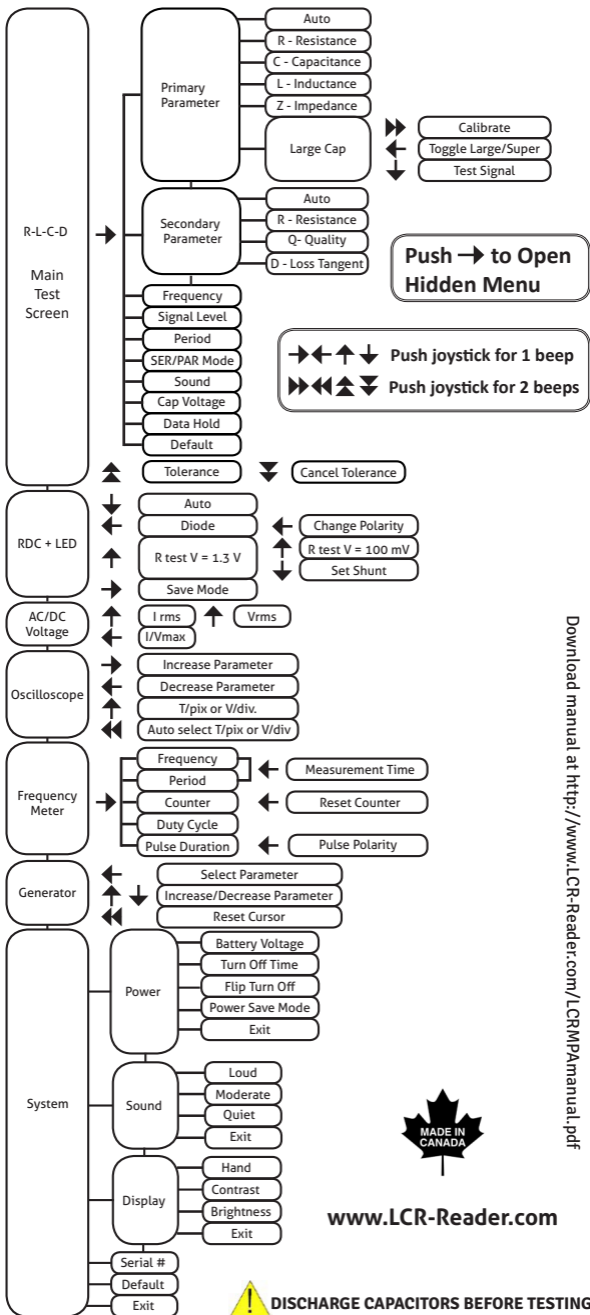 R-L-C-D
Main
Test
Screen
Primary
Parameter
Auto
R - Resistance
C - Capacitance
L - Inductance
Z - Impedance
Large Cap
Calibrate
Toggle Large/Super
Test Signal
Secondary
Parameter
Auto
R - Resistance
Q- Quality
D - Loss Tangent
Frequency
Signal Level
Period
SER/PAR Mode
Sound
Cap Voltage
Data Hold
Default
Tolerance
Cancel Tolerance
Push → to Open
Hidden Menu
→←↑↓ Push joystick for 1 beep
Push joystick for 2 beeps
RDC + LED
Auto
Diode
Change Polarity
R test V = 1.3 V
R test V = 100 mV
Set Shunt
Save Mode
AC/DC
Voltage
I rms
Vrms
I/Vmax
Oscilloscope
Increase Parameter
Decrease Parameter
T/pix or V/div.
Auto select T/pix or V/div
Frequency
Meter
Frequency
Period
Measurement Time
Counter
Reset Counter
Duty Cycle
Pulse Duration
Pulse Polarity
Generator
Select Parameter
Increase/Decrease Parameter
Reset Cursor
System
Power
Battery Voltage
Turn Off Time
Flip Turn Off
Power Save Mode
Exit
Sound
Loud
Moderate
Quiet
Exit
Display
Hand
Contrast
Brightness
Exit
Serial #
Default
Exit
Download manual at http://www.LCR-Reader.com/LCRMPAmanual.pdf
MADE IN
CANADA
www.LCR-Reader.com
! DISCHARGE CAPACITORS BEFORE TESTING